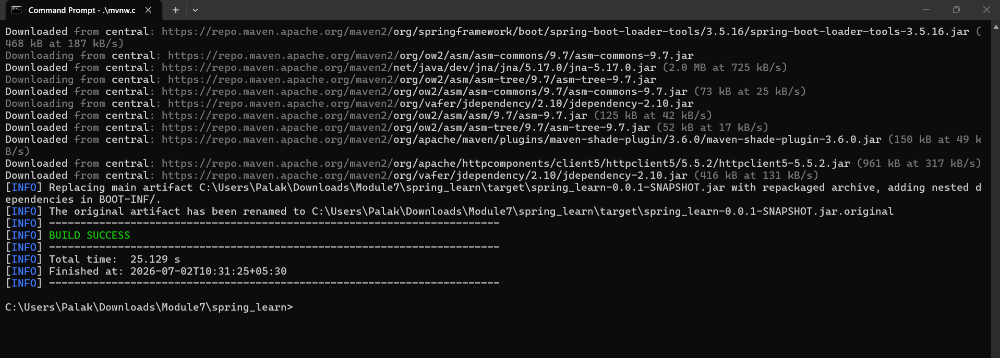 Command Prompt - .\mvnw.c
Downloaded from central: https://repo.maven.apache.org/maven2/org/springframework/boot/spring-boot-loader-tools/3.5.16/spring-boot-loader-tools-3.5.16.jar (
468 kB at 187 kB/s)
Downloading from central: https://repo.maven.apache.org/maven2/org/ow2/asm/asm-commons/9.7/asm-commons-9.7.jar
Downloaded from central: https://repo.maven.apache.org/maven2/net/java/dev/jna/jna/5.17.0/jna-5.17.0.jar (2.0 MB at 725 kB/s)
Downloading from central: https://repo.maven.apache.org/maven2/org/ow2/asm/asm-tree/9.7/asm-tree-9.7.jar
Downloaded from central: https://repo.maven.apache.org/maven2/org/ow2/asm/asm-commons/9.7/asm-commons-9.7.jar (73 kB at 25 kB/s)
Downloading from central: https://repo.maven.apache.org/maven2/org/vafer/jdependency/2.10/jdependency-2.10.jar
Downloaded from central: https://repo.maven.apache.org/maven2/org/ow2/asm/asm/9.7/asm-9.7.jar (125 kB at 42 kB/s)
Downloaded from central: https://repo.maven.apache.org/maven2/org/ow2/asm/asm-tree/9.7/asm-tree-9.7.jar (52 kB at 17 kB/s)
Downloaded from central: https://repo.maven.apache.org/maven2/org/apache/maven/plugins/maven-shade-plugin/3.6.0/maven-shade-plugin-3.6.0.jar (150 kB at 49 k
B/s)
Downloaded from central: https://repo.maven.apache.org/maven2/org/apache/httpcomponents/client5/httpclient5/5.5.2/httpclient5-5.5.2.jar (961 kB at 317 kB/s)
Downloaded from central: https://repo.maven.apache.org/maven2/org/vafer/jdependency/2.10/jdependency-2.10.jar (416 kB at 131 kB/s)
[INFO] Replacing main artifact C:\Users\Palak\Downloads\Module7\spring_learn\target\spring_learn-0.0.1-SNAPSHOT.jar with repackaged archive, adding nested d
ependencies in BOOT-INF/.
[INFO] The original artifact has been renamed to C:\Users\Palak\Downloads\Module7\spring_learn\target\spring_learn-0.0.1-SNAPSHOT.jar.original
[INFO] ------------------------------------------------------------------------
[INFO] BUILD SUCCESS
[INFO] ------------------------------------------------------------------------
[INFO] Total time:  25.129 s
[INFO] Finished at: 2026-07-02T10:31:25+05:30
[INFO] ------------------------------------------------------------------------
C:\Users\Palak\Downloads\Module7\spring_learn>